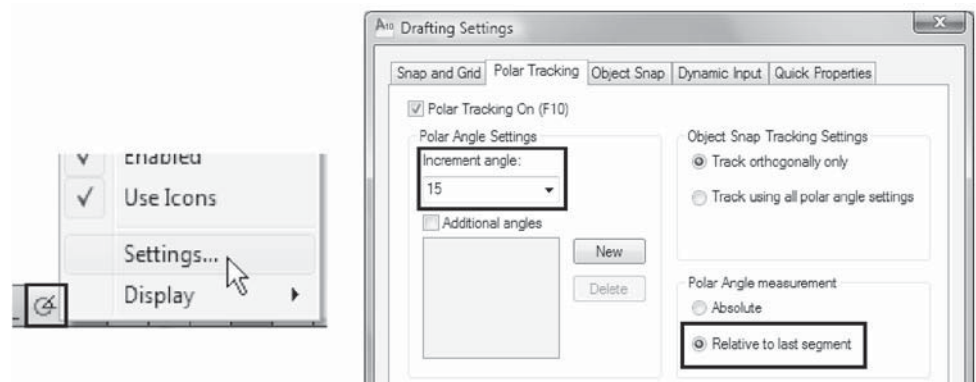 Enabled
Use Icons
Settings...
Display
A10 Drafting Settings
Snap and Grid Polar Tracking Object Snap Dynamic Input Quick Properties
Polar Tracking On (F10)
Polar Angle Settings
Increment angle:
15
Additional angles
New
Delete
Object Snap Tracking Settings
Track orthogonally only
Track using all polar angle settings
Polar Angle measurement
Absolute
Relative to last segment